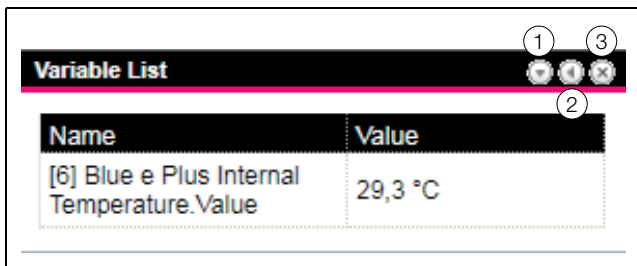 1 3
Variable List
2
Name Value
[6] Blue e Plus Internal
Temperature.Value
29,3 °C